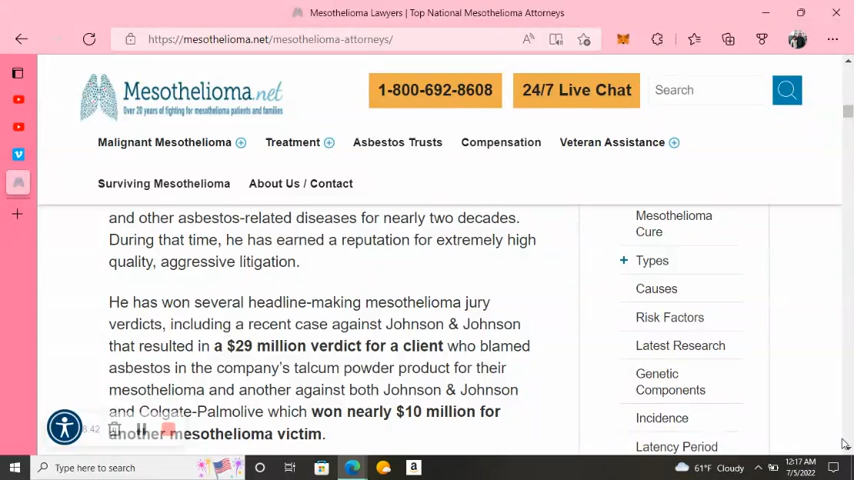 Mesothelioma Lawyers | Top National Mesothelioma Attorneys
https://mesothelioma.net/mesothelioma-attorneys/
Mesothelioma.net
Over 20 years of fighting for mesothelioma patients and families
1-800-692-8608
24/7 Live Chat
Search
Malignant Mesothelioma
Treatment
Asbestos Trusts
Compensation
Veteran Assistance
Surviving Mesothelioma
About Us / Contact
and other asbestos-related diseases for nearly two decades.
During that time, he has earned a reputation for extremely high
quality, aggressive litigation.
He has won several headline-making mesothelioma jury
verdicts, including a recent case against Johnson & Johnson
that resulted in a $29 million verdict for a client who blamed
asbestos in the company's talcum powder product for their
mesothelioma and another against both Johnson & Johnson
and Colgate-Palmolive which won nearly $10 million for
another mesothelioma victim.
Mesothelioma
Cure
+ Types
Causes
Risk Factors
Latest Research
Genetic
Components
Incidence
Latency Period
8:42
Type here to search
61°F Cloudy
12:17 AM
7/5/2022